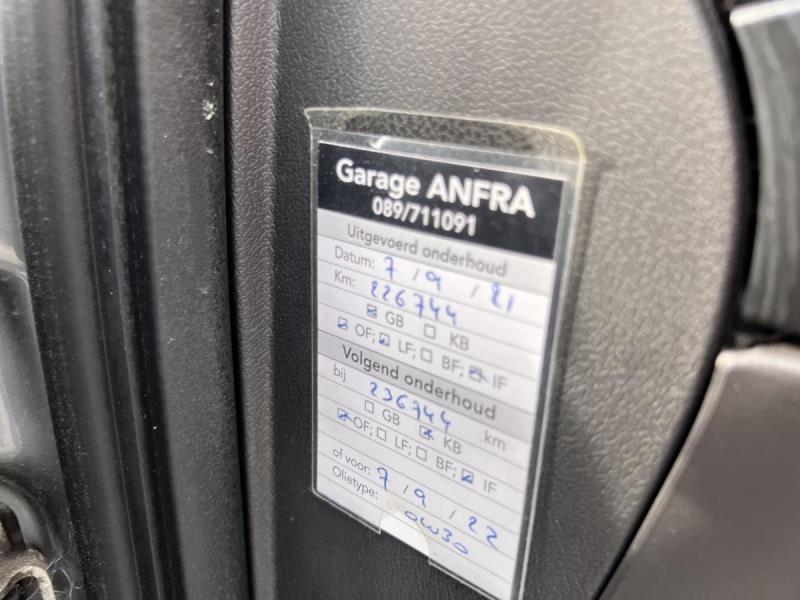 Garage ANFRA
089/711091
Uitgevoerd onderhoud
Datum: 7 / 9 / 21
Km: 226744
GB KB
OF; LF; BF; IF
Volgend onderhoud
bij 236744 km
GB KB
OF; LF; BF; IF
of voor: 7 / 9 / 22
Olietype: 0W30